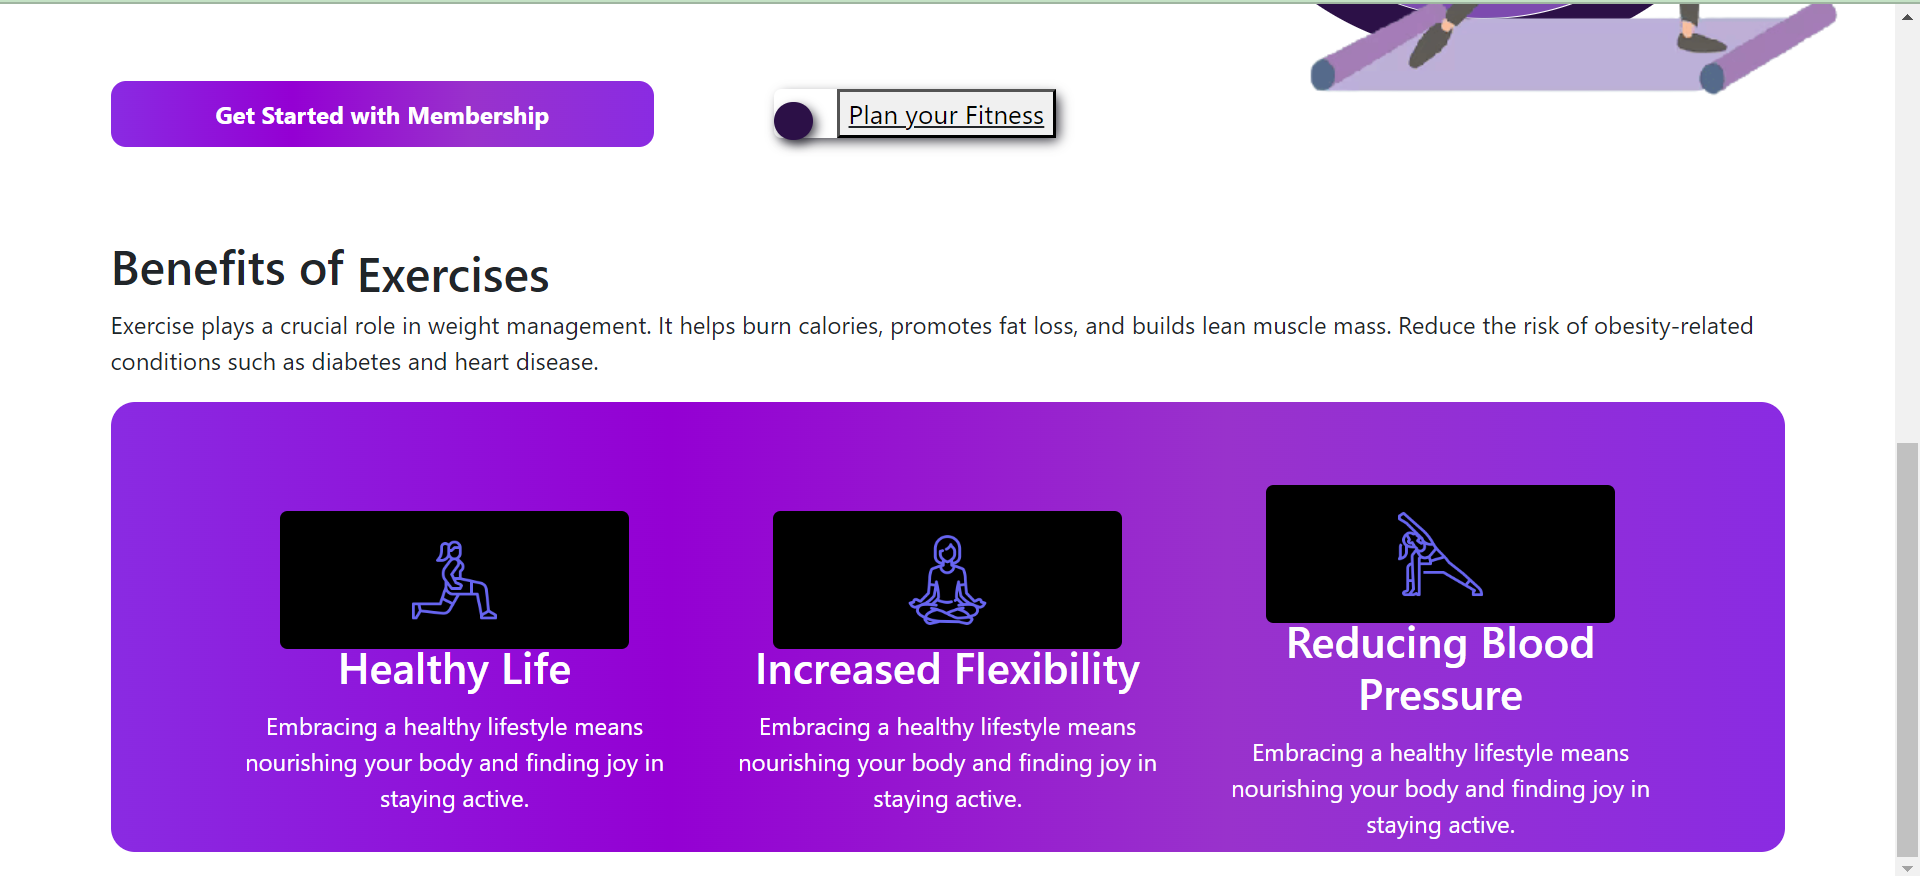 Get Started with Membership
Plan your Fitness
Benefits of Exercises
Exercise plays a crucial role in weight management. It helps burn calories, promotes fat loss, and builds lean muscle mass. Reduce the risk of obesity-related
conditions such as diabetes and heart disease.
Healthy Life
Embracing a healthy lifestyle means
nourishing your body and finding joy in
staying active.
Increased Flexibility
Embracing a healthy lifestyle means
nourishing your body and finding joy in
staying active.
Reducing Blood
Pressure
Embracing a healthy lifestyle means
nourishing your body and finding joy in
staying active.